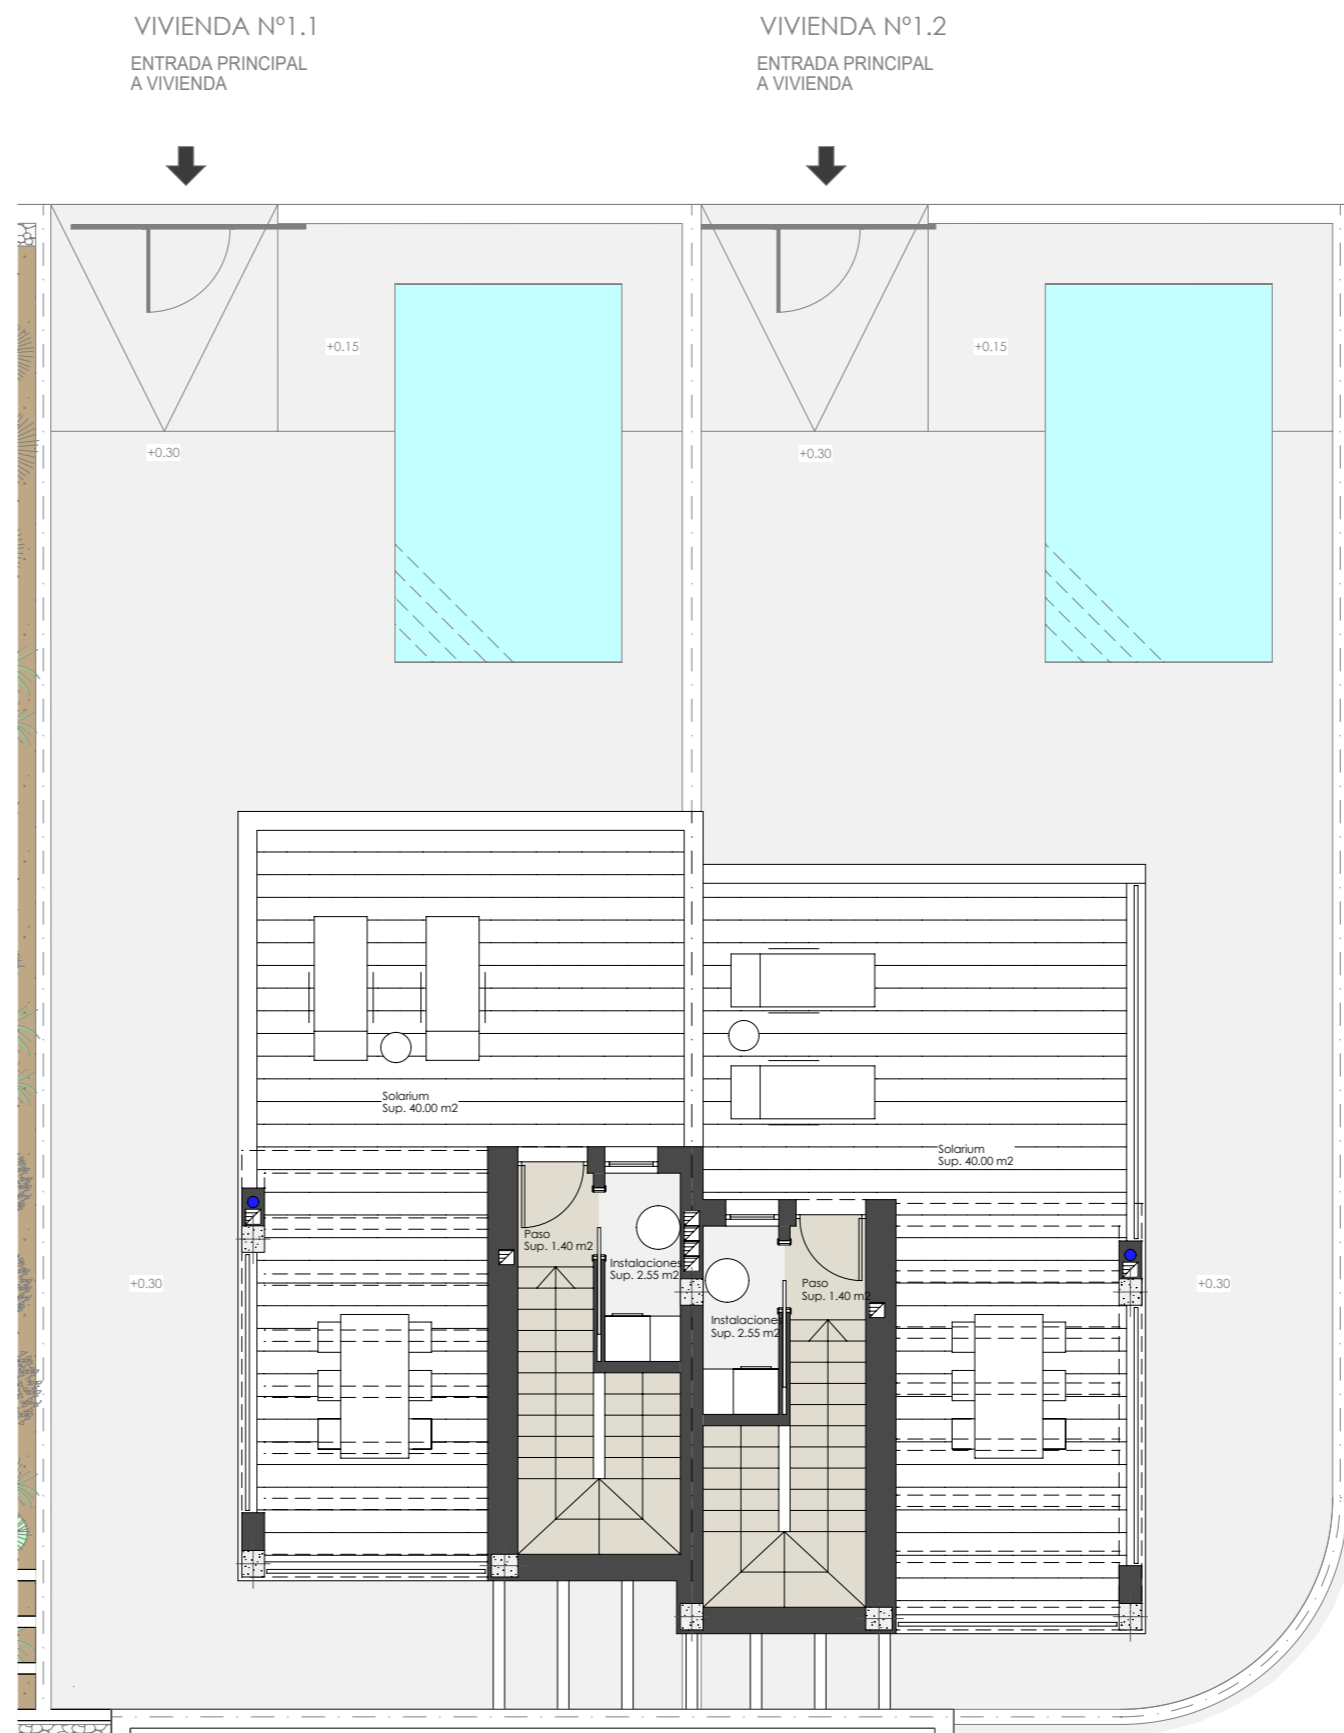 VIVIENDA Nº1.1
ENTRADA PRINCIPAL
A VIVIENDA
VIVIENDA Nº1.2
ENTRADA PRINCIPAL
A VIVIENDA
+0.15
+0.15
+0.30
+0.30
Solarium
Sup. 40.00 m2
Solarium
Sup. 40.00 m2
Paso
Sup. 1.40 m2
Instalaciones
Sup. 2.55 m2
Paso
Sup. 1.40 m2
Instalaciones
Sup. 2.55 m2
+0.30
+0.30